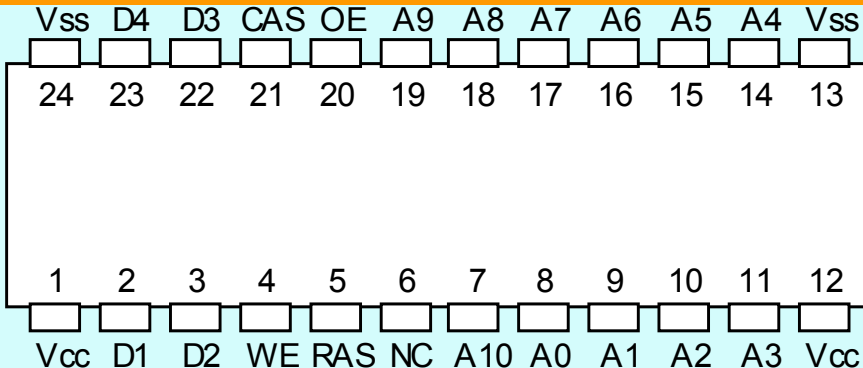 Vss D4 D3 CAS OE A9 A8 A7 A6 A5 A4 Vss
24 23 22 21 20 19 18 17 16 15 14 13
1 2 3 4 5 6 7 8 9 10 11 12
Vcc D1 D2 WE RAS NC A10 A0 A1 A2 A3 Vcc